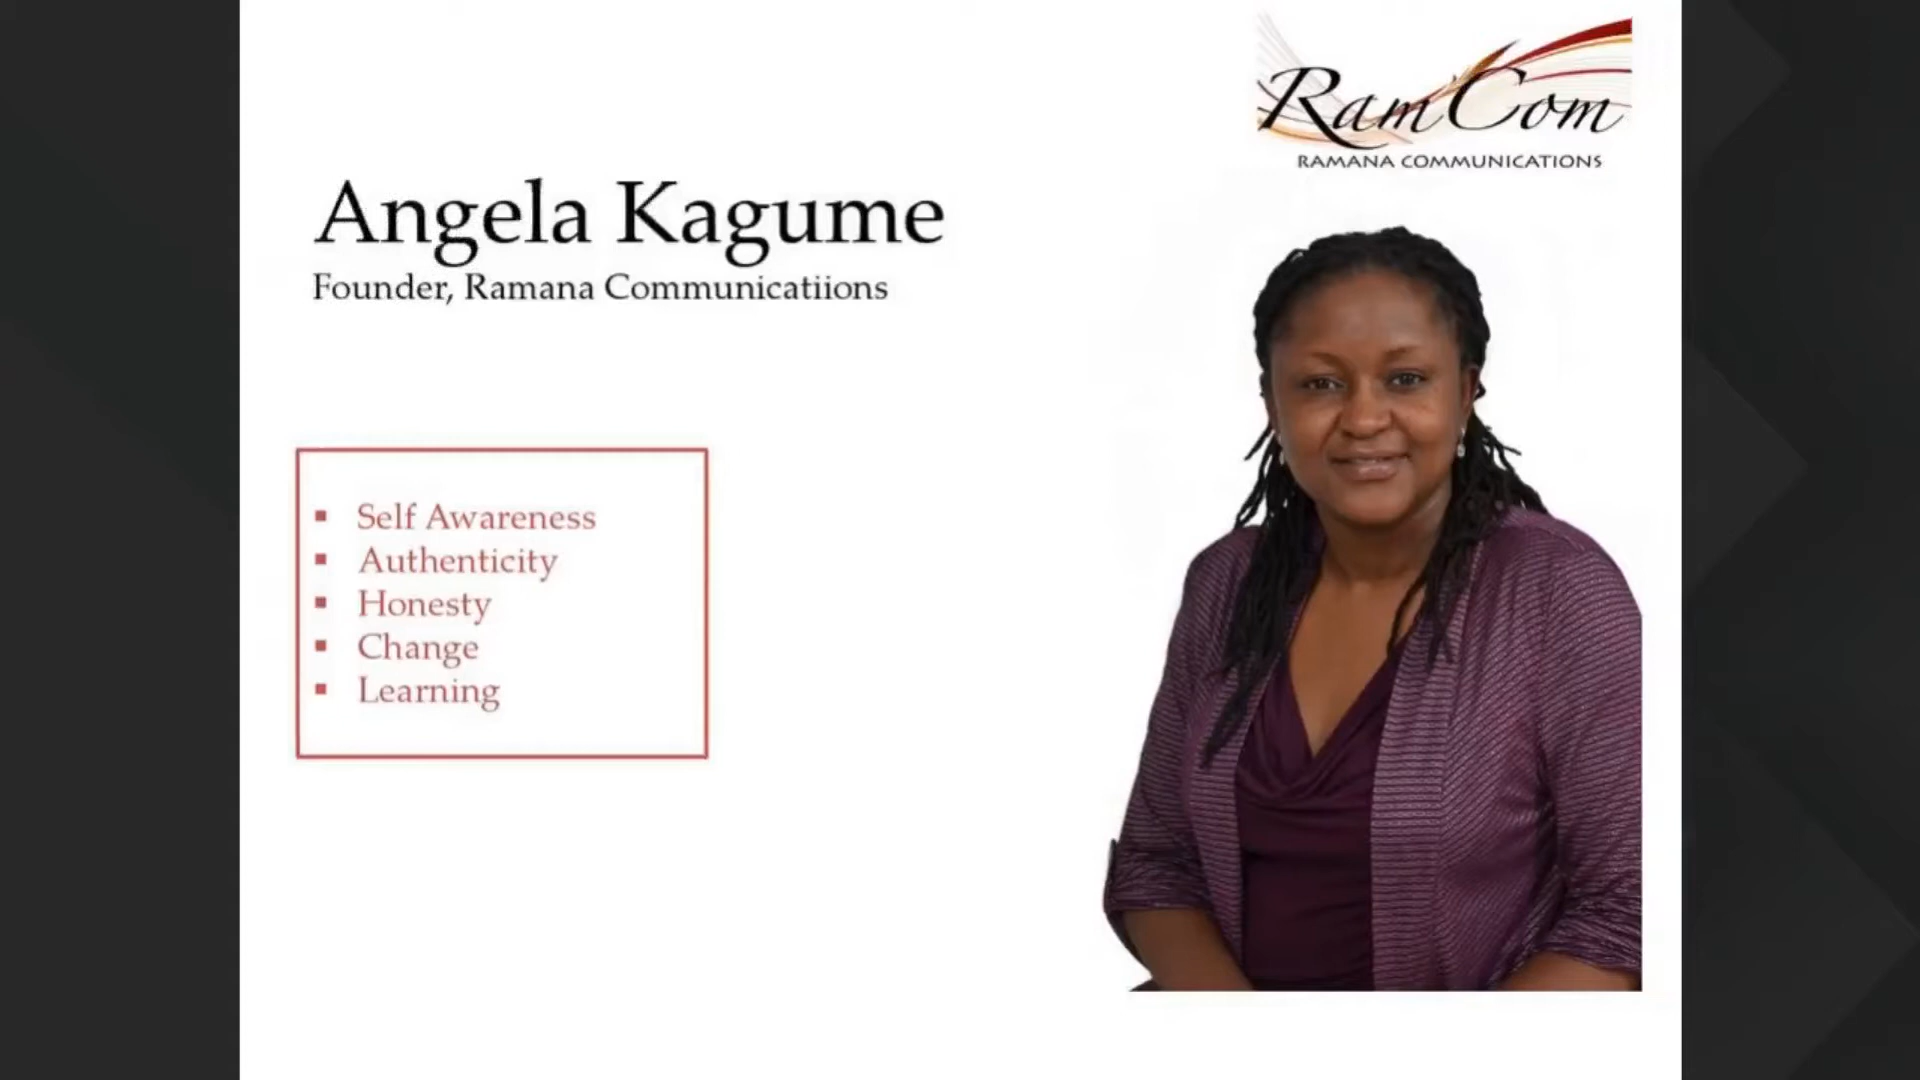 RamCom
RAMANA COMMUNICATIONS
Angela Kagume
Founder, Ramana Communicatiions
▪ Self Awareness
▪ Authenticity
▪ Honesty
▪ Change
▪ Learning